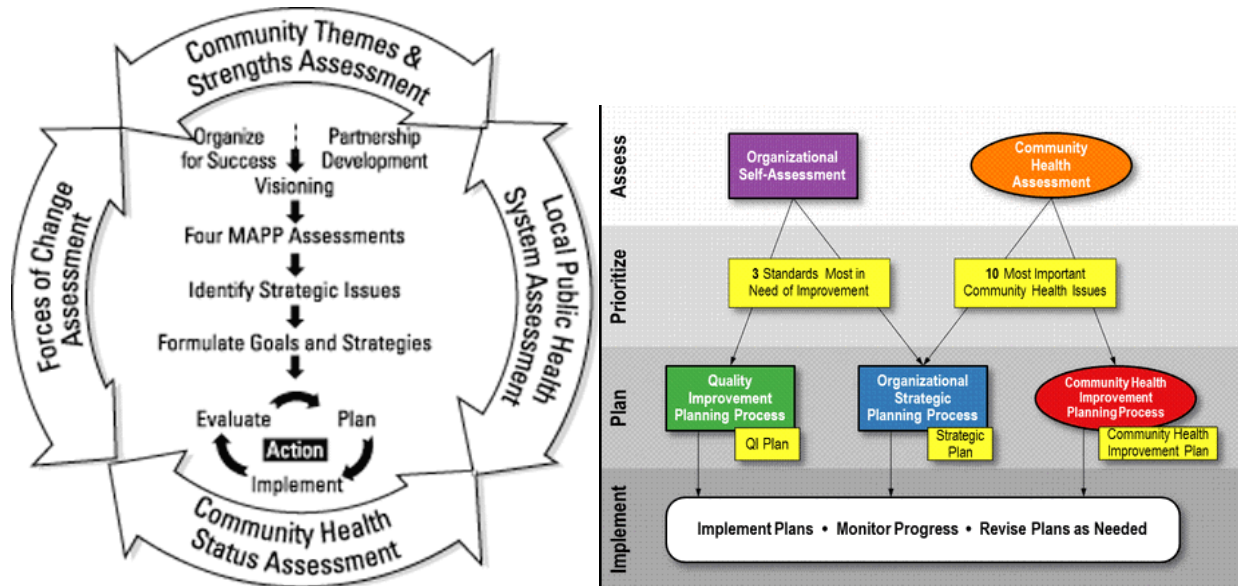 Community Themes &
Strengths Assessment
Organize
for Success
Partnership
Development
Visioning
Four MAPP Assessments
Identify Strategic Issues
Formulate Goals and Strategies
Evaluate
Plan
Action
Implement
Forces of Change
Assessment
Local Public Health
System Assessment
Community Health
Status Assessment
Assess
Organizational
Self-Assessment
Community
Health
Assessment
Prioritize
3 Standards Most in
Need of Improvement
10 Most Important
Community Health Issues
Plan
Quality
Improvement
Planning Process
QI Plan
Organizational
Strategic
Planning Process
Strategic
Plan
Community Health
Improvement
Planning Process
Community Health
Improvement Plan
Implement
Implement Plans • Monitor Progress • Revise Plans as Needed